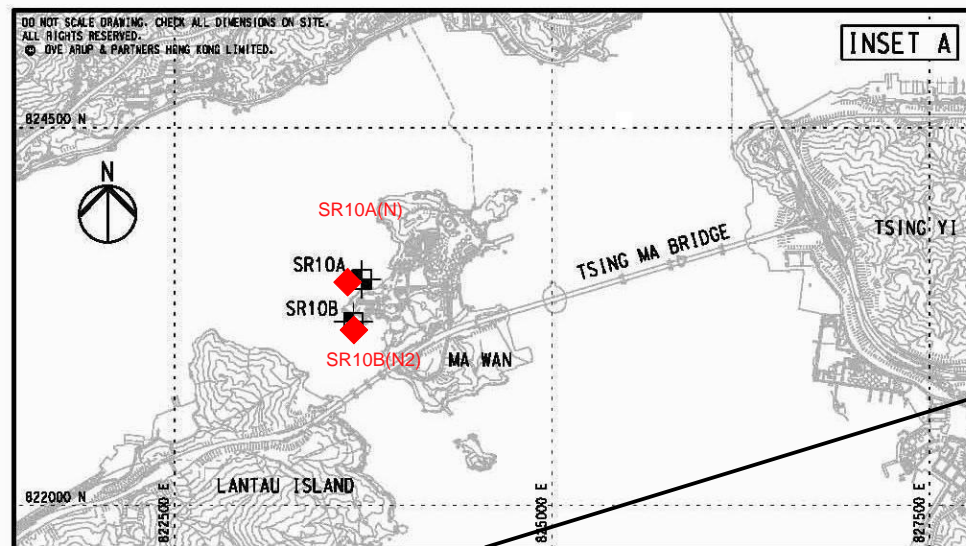 DO NOT SCALE DRAWING. CHECK ALL DIMENSIONS ON SITE.
ALL RIGHTS RESERVED.
© OVE ARUP & PARTNERS HONG KONG LIMITED.
INSET A
824500 N
N
SR10A(N)
TSING YI
TSING MA BRIDGE
SR10A
SR10B
SR10B(N2)
MA WAN
LANTAU ISLAND
822000 N
822500 E
825000 E
827500 E